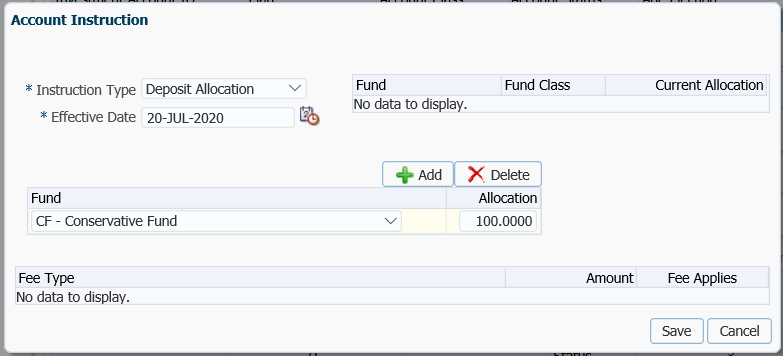 Account Instruction
* Instruction Type Deposit Allocation
* Effective Date 20-JUL-2020
Fund Fund Class Current Allocation
No data to display.
Add Delete
Fund Allocation
CF - Conservative Fund 100.0000
Fee Type Amount Fee Applies
No data to display.
Save Cancel